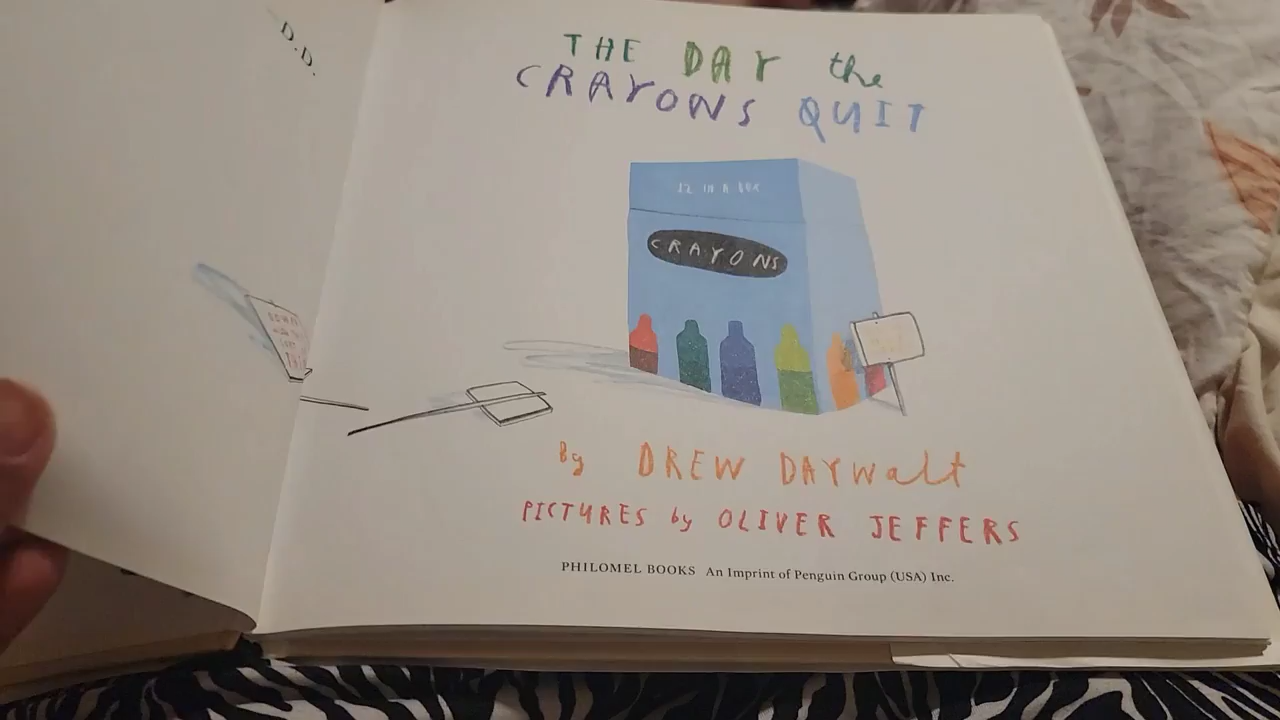 D.D.
THE DAY the
CRAYONS QUIT
12 IN A BOX
CRAYONS
DOWN
By DREW DAYWalt
PICTURES by OLIVER JEFFERS
PHILOMEL BOOKS An Imprint of Penguin Group (USA) Inc.